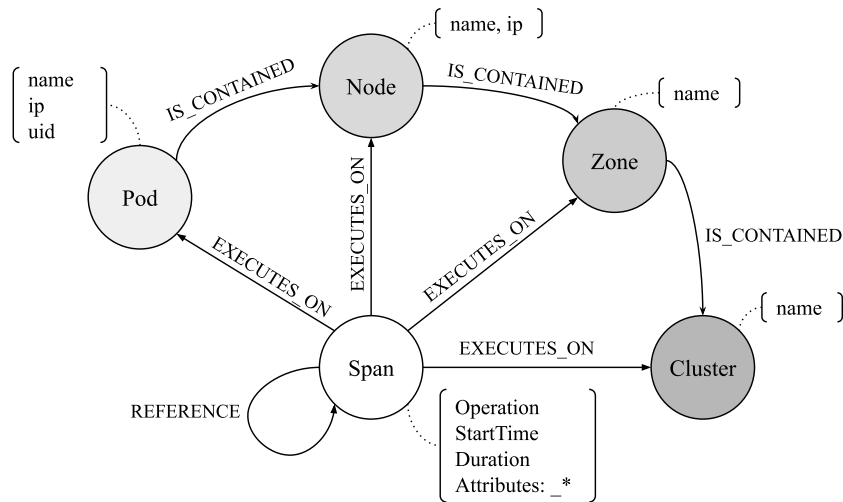 name, ip
IS_CONTAINED
Node
IS_CONTAINED
name
ip
uid
name
Pod
Zone
EXECUTES_ON
EXECUTES_ON
EXECUTES_ON
IS_CONTAINED
name
EXECUTES_ON
Span
Cluster
REFERENCE
Operation
StartTime
Duration
Attributes: _*